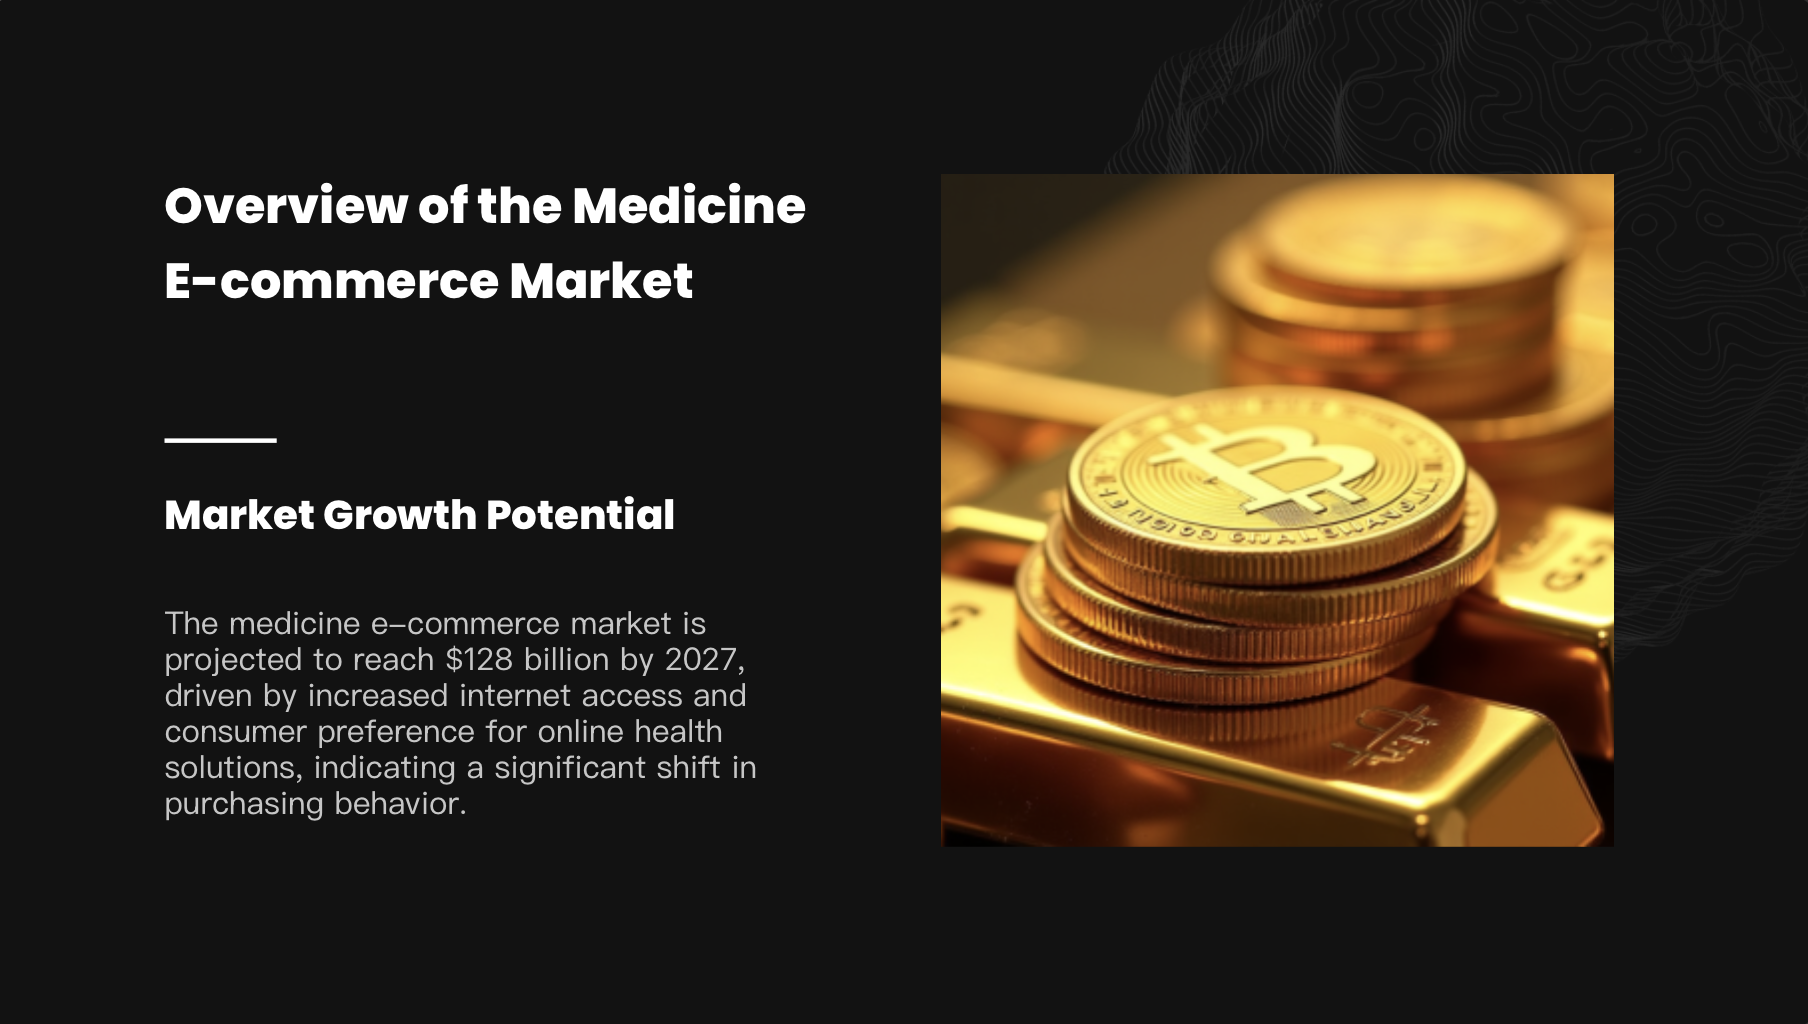 Overview of the Medicine
E-commerce Market
Market Growth Potential
The medicine e–commerce market is
projected to reach $128 billion by 2027,
driven by increased internet access and
consumer preference for online health
solutions, indicating a significant shift in
purchasing behavior.